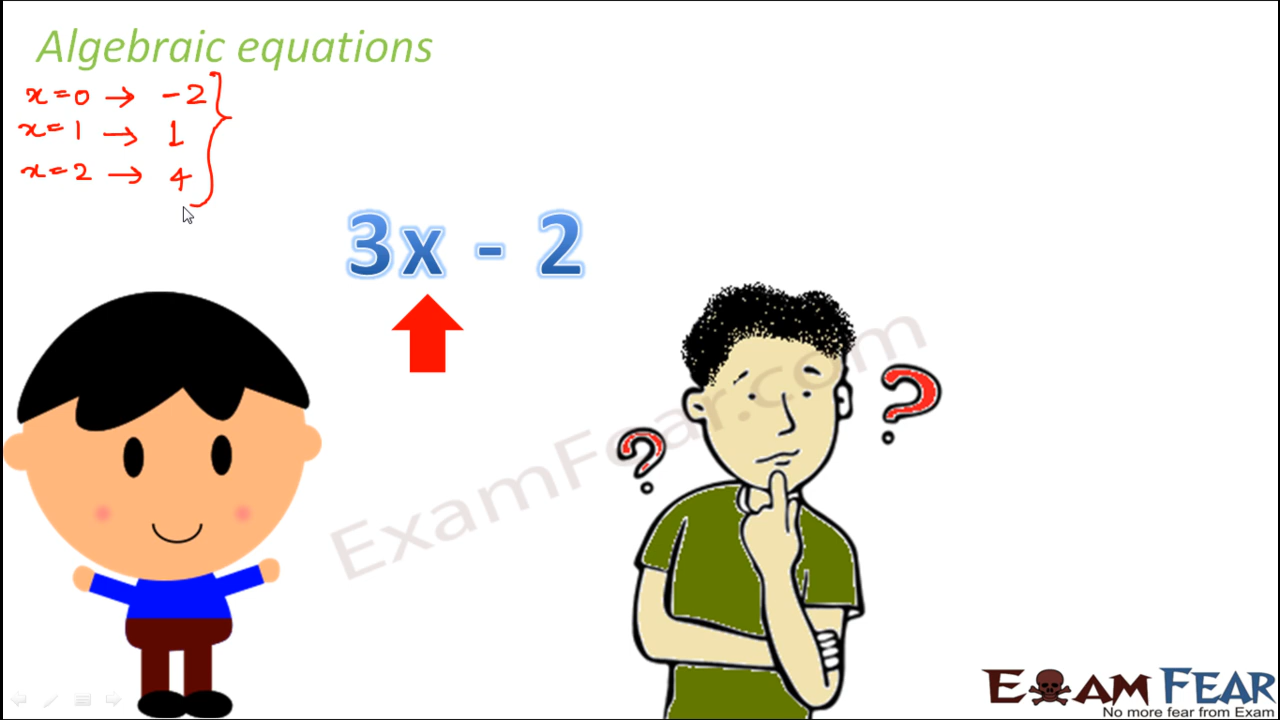 Algebraic equations
x=0 → -2
x=1 → 1
x=2 → 4
3x - 2
?
?
ExamFear.com
EXAM FEAR
No more fear from Exam